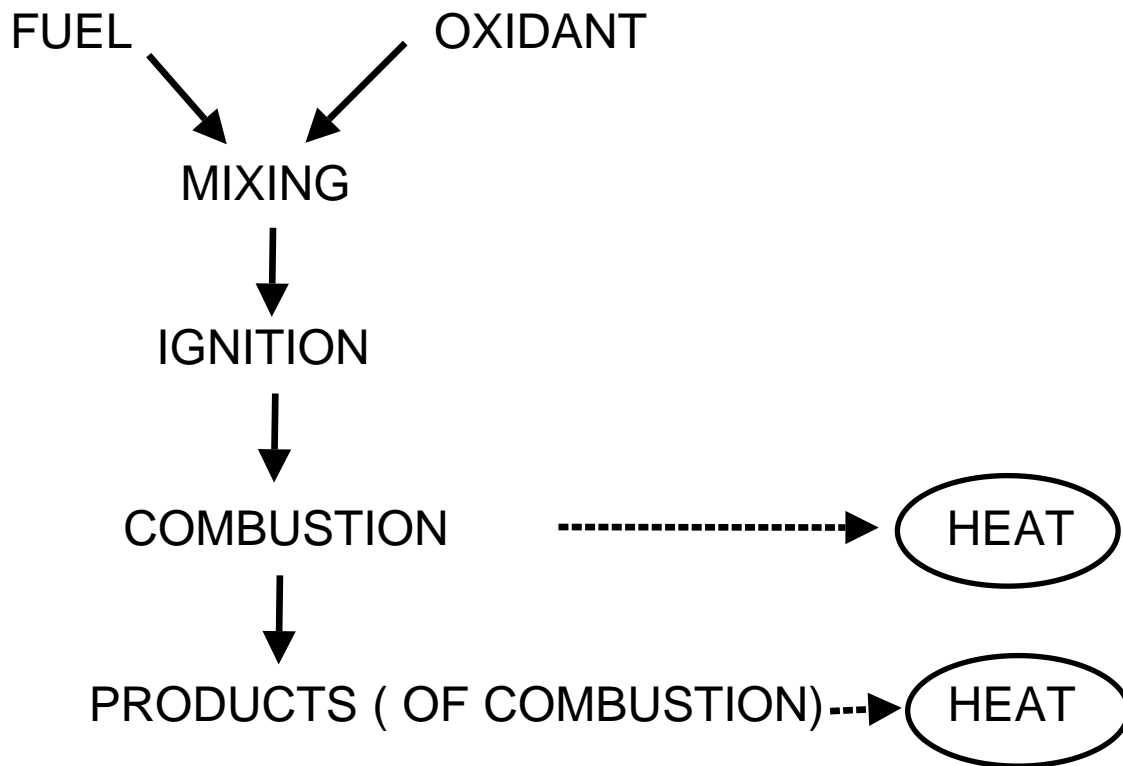 FUEL OXIDANT
MIXING
IGNITION
COMBUSTION HEAT
PRODUCTS ( OF COMBUSTION) HEAT